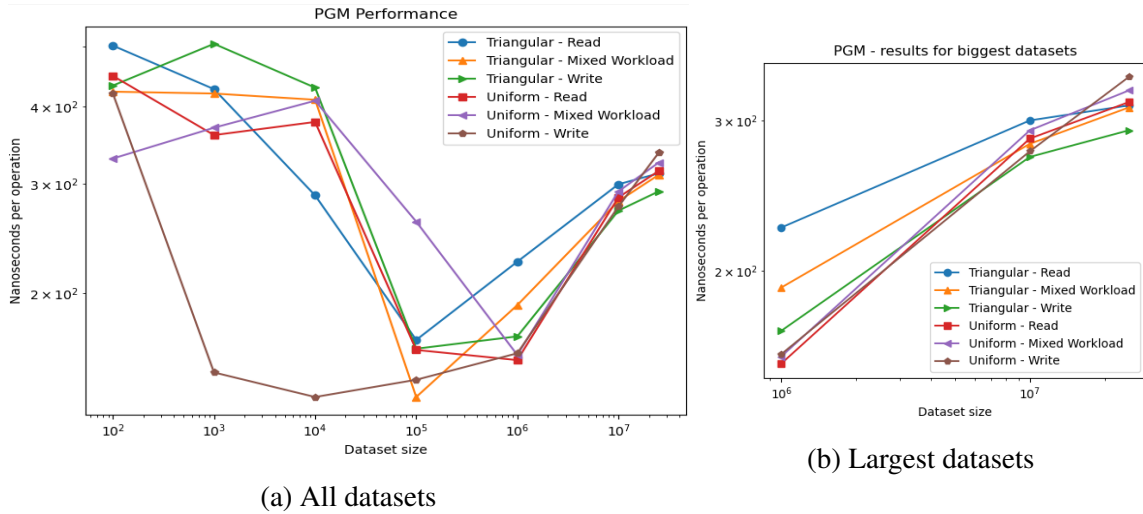 PGM Performance
Nanoseconds per operation
4 × 10²
3 × 10²
2 × 10²
Triangular - Read
Triangular - Mixed Workload
Triangular - Write
Uniform - Read
Uniform - Mixed Workload
Uniform - Write
10² 10³ 10⁴ 10⁵ 10⁶ 10⁷
Dataset size
(a) All datasets
PGM - results for biggest datasets
Nanoseconds per operation
3 × 10²
2 × 10²
Triangular - Read
Triangular - Mixed Workload
Triangular - Write
Uniform - Read
Uniform - Mixed Workload
Uniform - Write
10⁶ 10⁷
Dataset size
(b) Largest datasets